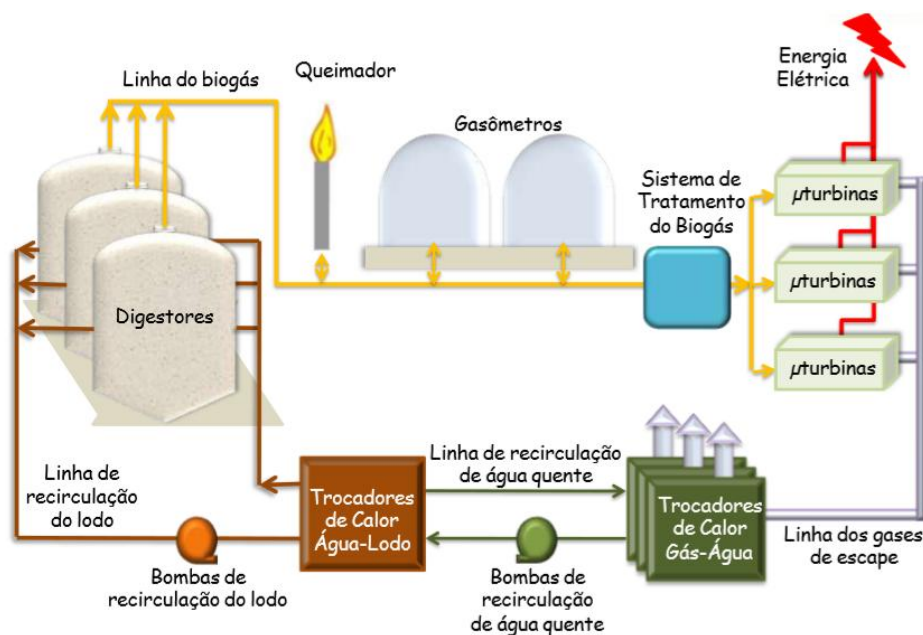 Linha do biogás
Queimador
Gasômetros
Energia
Elétrica
Sistema de
Tratamento
do Biogás
µturbinas
µturbinas
µturbinas
Digestores
Linha de
recirculação
do lodo
Bombas de
recirculação do lodo
Trocadores
de Calor
Água-Lodo
Linha de recirculação
de água quente
Bombas de
recirculação
de água quente
Trocadores
de Calor
Gás-Água
Linha dos gases
de escape